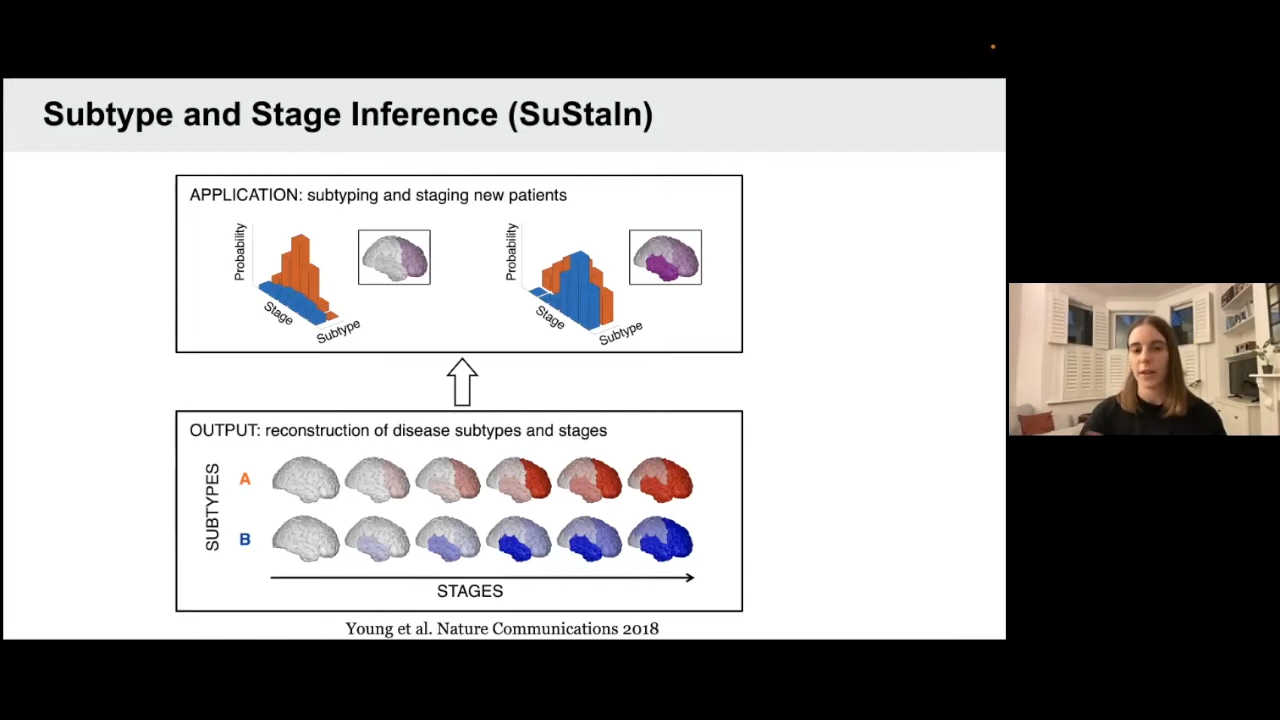 Subtype and Stage Inference (SuStaIn)
APPLICATION: subtyping and staging new patients
Probability
Stage
Subtype
Probability
Stage
Subtype
OUTPUT: reconstruction of disease subtypes and stages
SUBTYPES
A
B
STAGES
Young et al. Nature Communications 2018